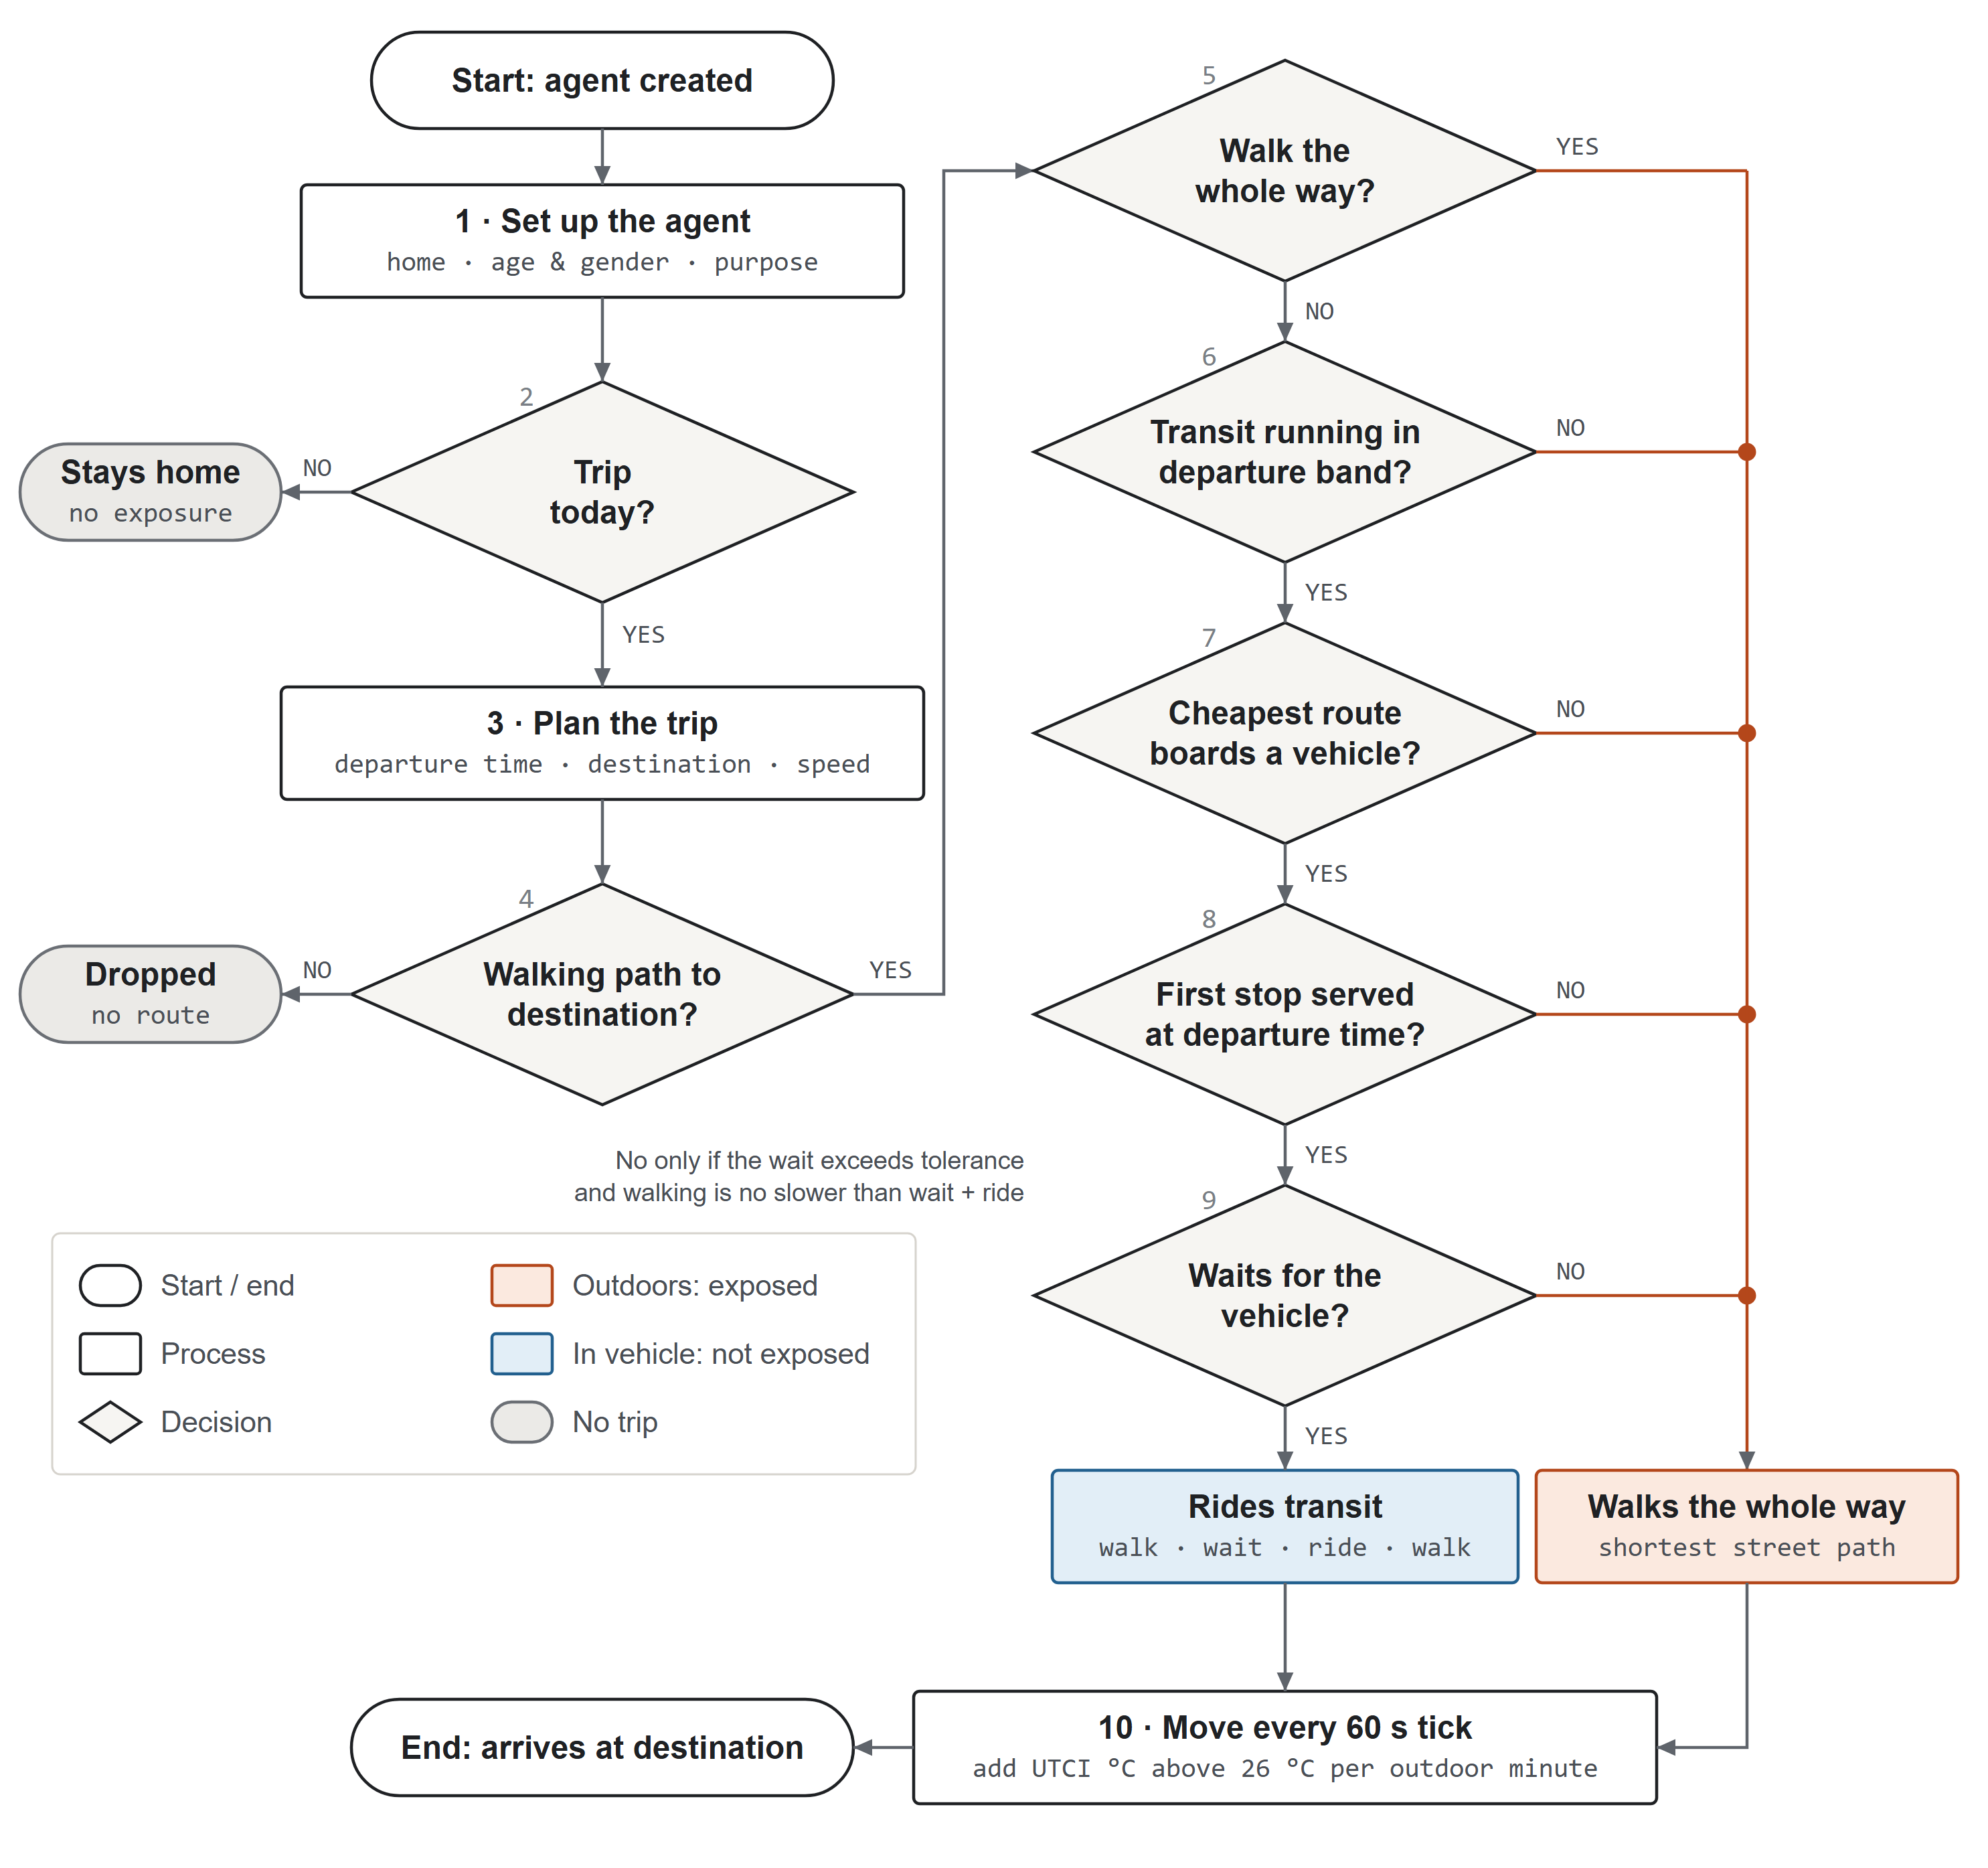 Start: agent created
1 · Set up the agent
home · age & gender · purpose
2
Trip
today?
NO
Stays home
no exposure
YES
3 · Plan the trip
departure time · destination · speed
4
Walking path to
destination?
NO
Dropped
no route
YES
5
Walk the
whole way?
YES
NO
6
Transit running in
departure band?
NO
YES
7
Cheapest route
boards a vehicle?
NO
YES
8
First stop served
at departure time?
NO
YES
No only if the wait exceeds tolerance
and walking is no slower than wait + ride
9
Waits for the
vehicle?
NO
YES
Rides transit
walk · wait · ride · walk
Walks the whole way
shortest street path
10 · Move every 60 s tick
add UTCI °C above 26 °C per outdoor minute
End: arrives at destination
Start / end
Process
Decision
Outdoors: exposed
In vehicle: not exposed
No trip